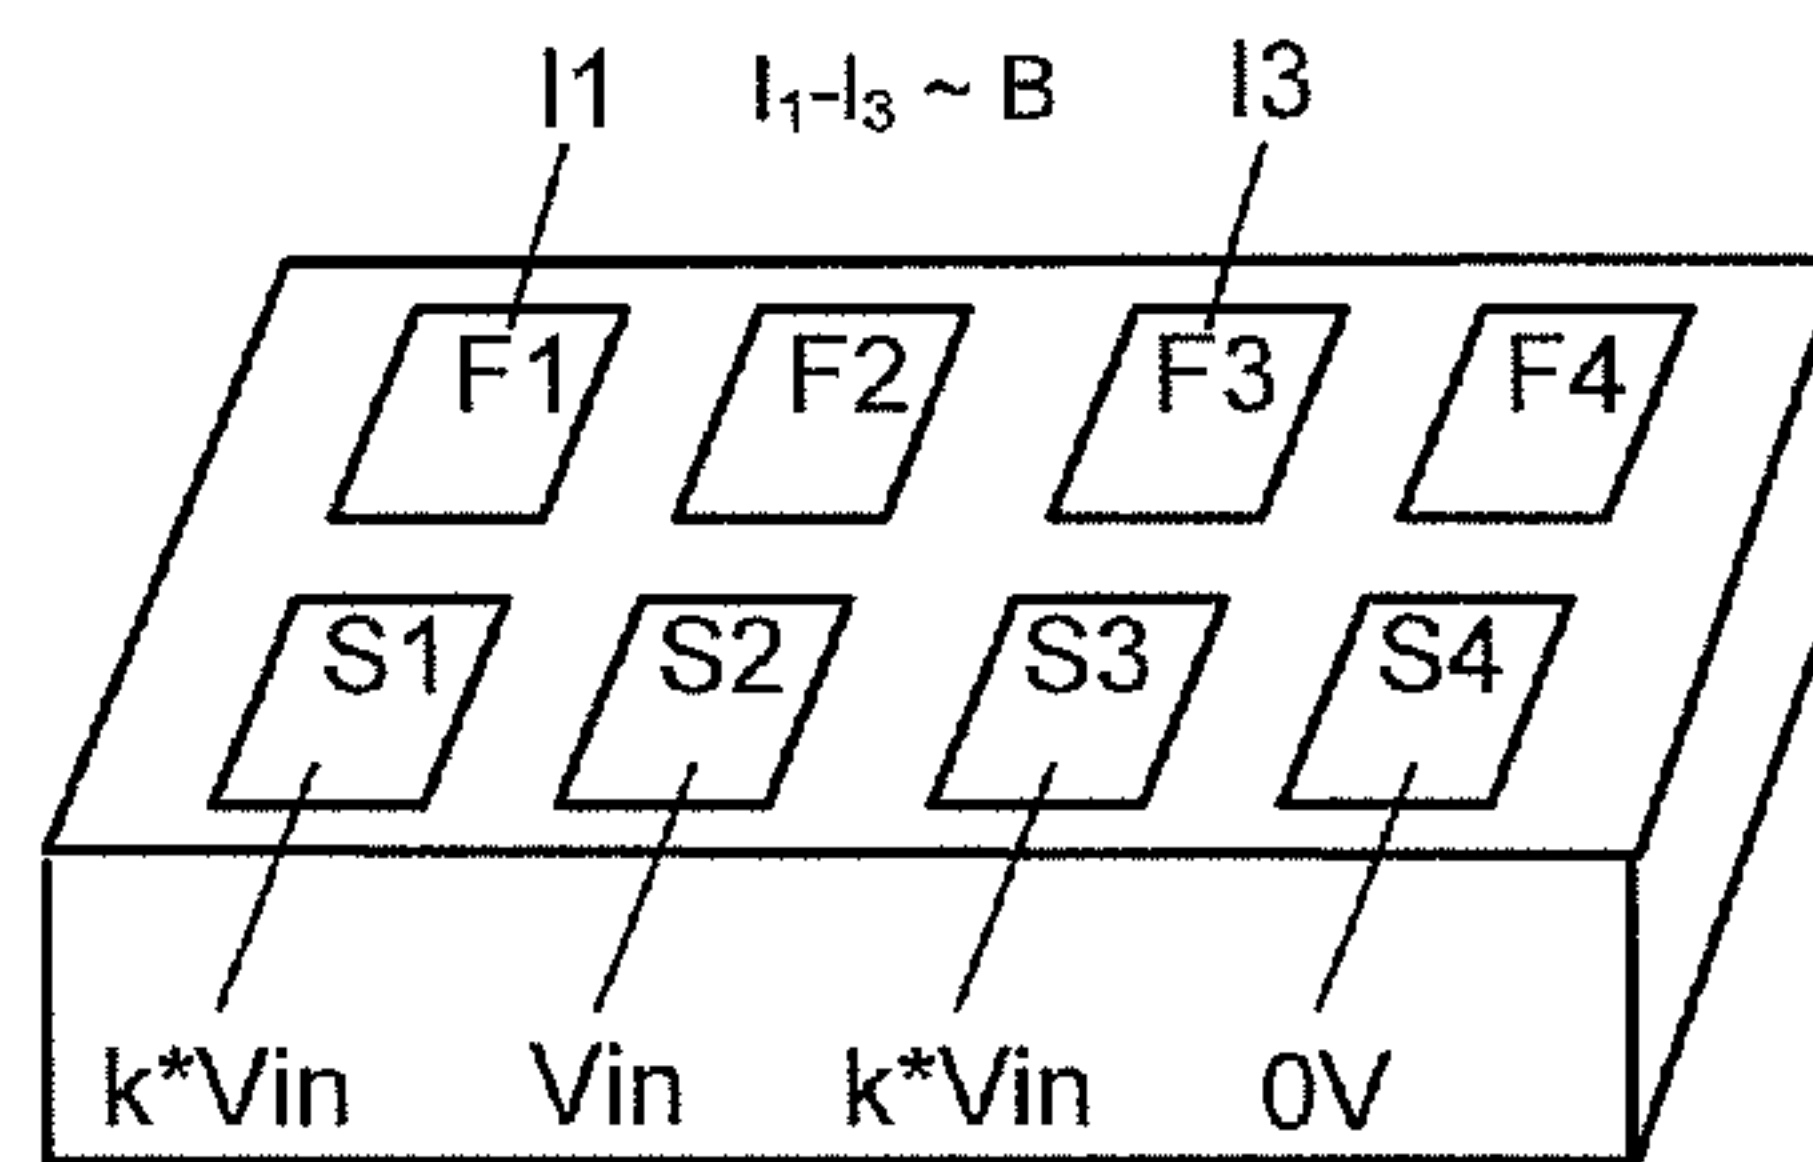 I1 I₁-I₃ ~ B I3
F1 F2 F3 F4
S1 S2 S3 S4
k*Vin Vin k*Vin 0V